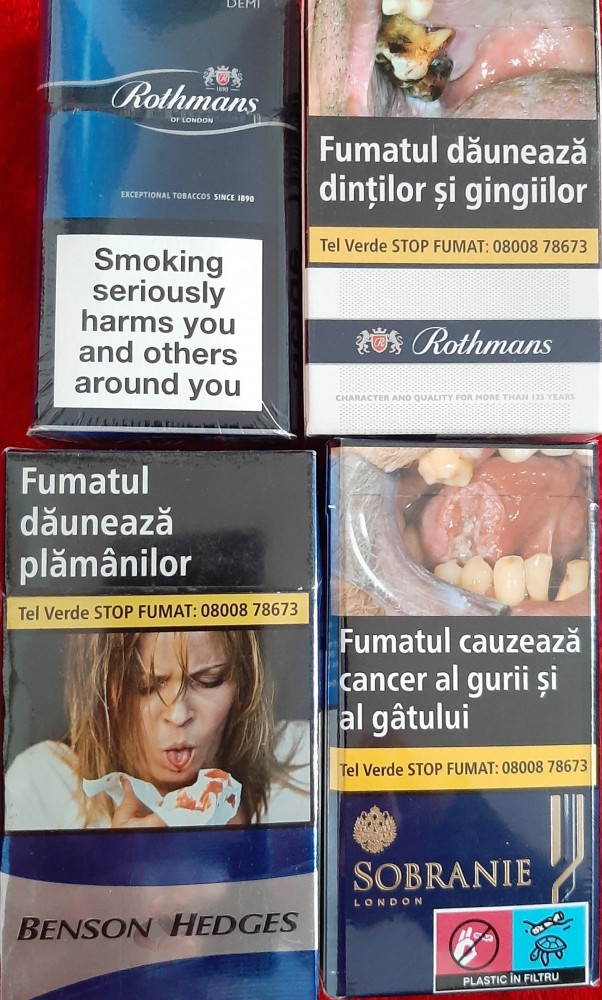 DEMI
1890
Rothmans
OF LONDON
EXCEPTIONAL TOBACCOS SINCE 1890
Smoking
seriously
harms you
and others
around you
Fumatul dăunează
dinților și gingiilor
Tel Verde STOP FUMAT: 08008 78673
R
Rothmans
CHARACTER AND QUALITY FOR MORE THAN 125 YEARS
Fumatul
dăunează
plămânilor
Tel Verde STOP FUMAT: 08008 78673
BENSON HEDGES
Fumatul cauzează
cancer al gurii și
al gâtului
Tel Verde STOP FUMAT: 08008 78673
SOBRANIE
LONDON
PLASTIC ÎN FILTRU